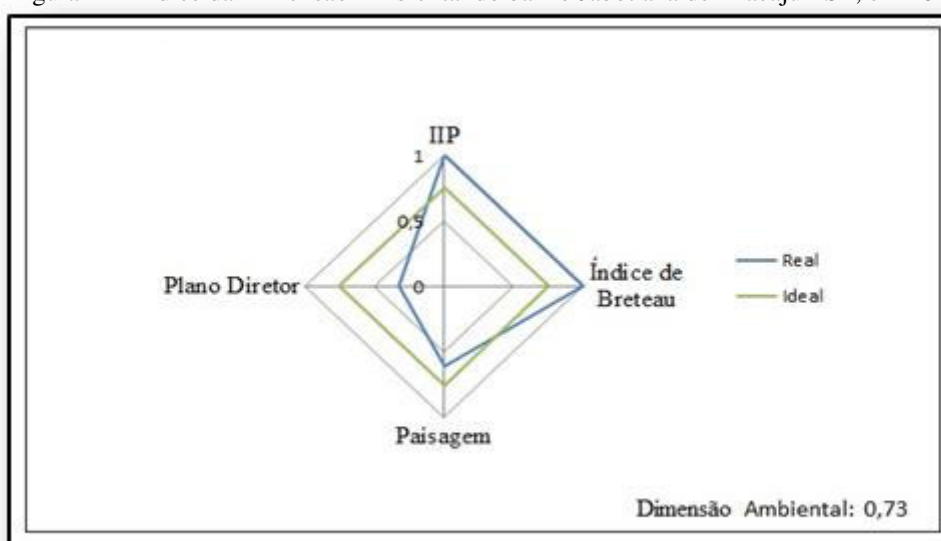 IIP
1
0,5
Plano Diretor
0
Índice de
Breteau
Real
Ideal
Paisagem
Dimensão Ambiental: 0,73